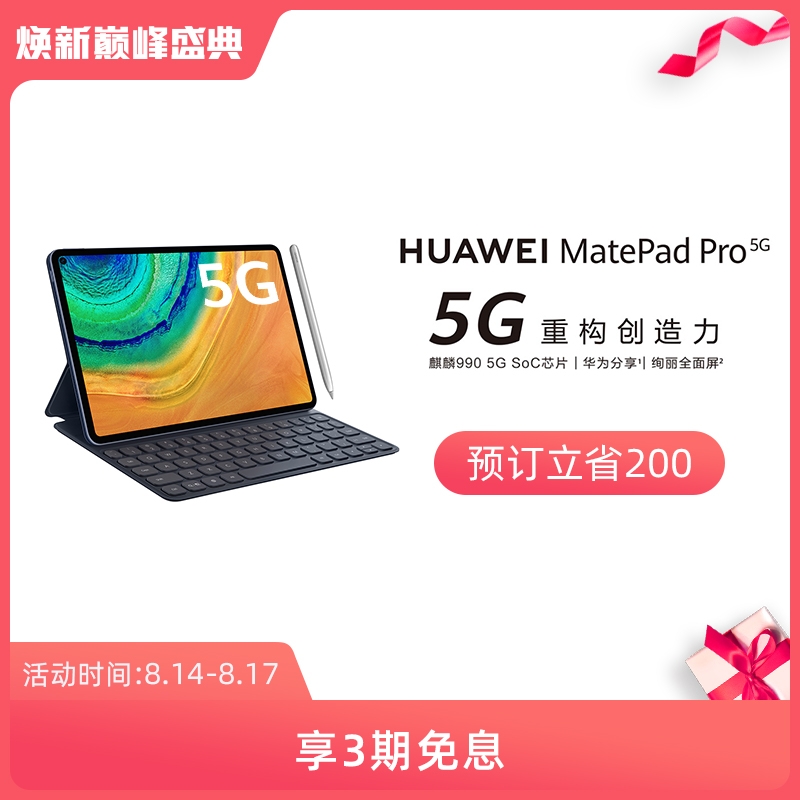 焕新巅峰盛典
5G
HUAWEI MatePad Pro 5G
5G 重构创造力
麒麟990 5G SoC芯片 | 华为分享¹ | 绚丽全面屏²
预订立省200
活动时间:8.14-8.17
享3期免息